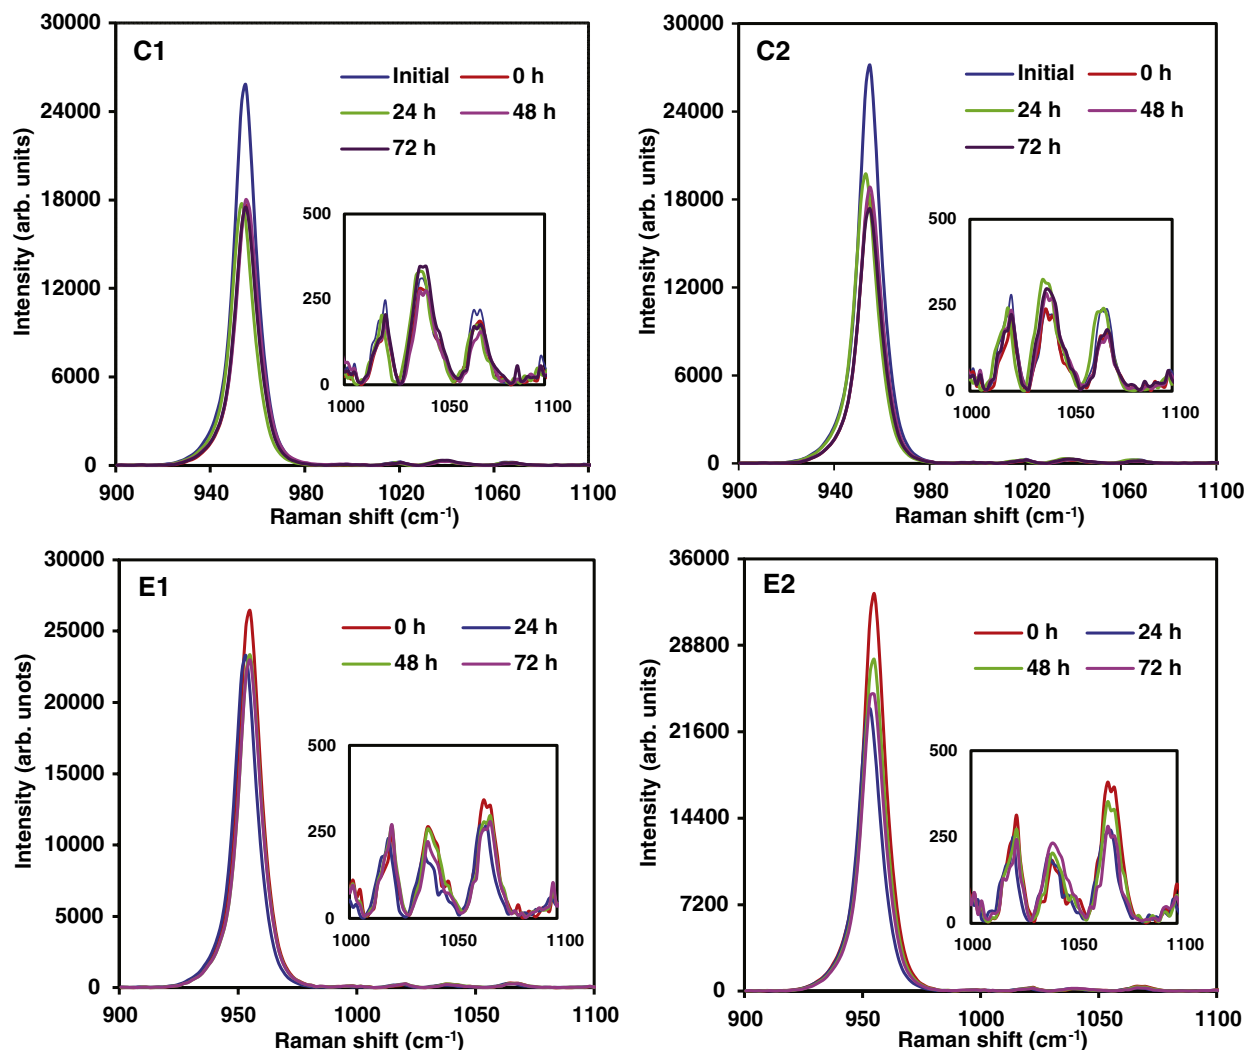 C1
Intensity (arb. units)
30000
24000
18000
12000
6000
0
Initial 0 h
24 h 48 h
72 h
500
250
0
1000 1050 1100
900 940 980 1020 1060 1100
Raman shift (cm-1)
C2
Intensity (arb. units)
30000
24000
18000
12000
6000
0
Initial 0 h
24 h 48 h
72 h
500
250
0
1000 1050 1100
900 940 980 1020 1060 1100
Raman shift (cm-1)
E1
Intensity (arb. unots)
30000
25000
20000
15000
10000
5000
0
0 h 24 h
48 h 72 h
500
250
0
1000 1050 1100
900 950 1000 1050 1100
Raman shift (cm-1)
E2
Intensity (arb. units)
36000
28800
21600
14400
7200
0
0 h 24 h
48 h 72 h
500
250
0
1000 1050 1100
900 950 1000 1050 1100
Raman shift (cm-1)